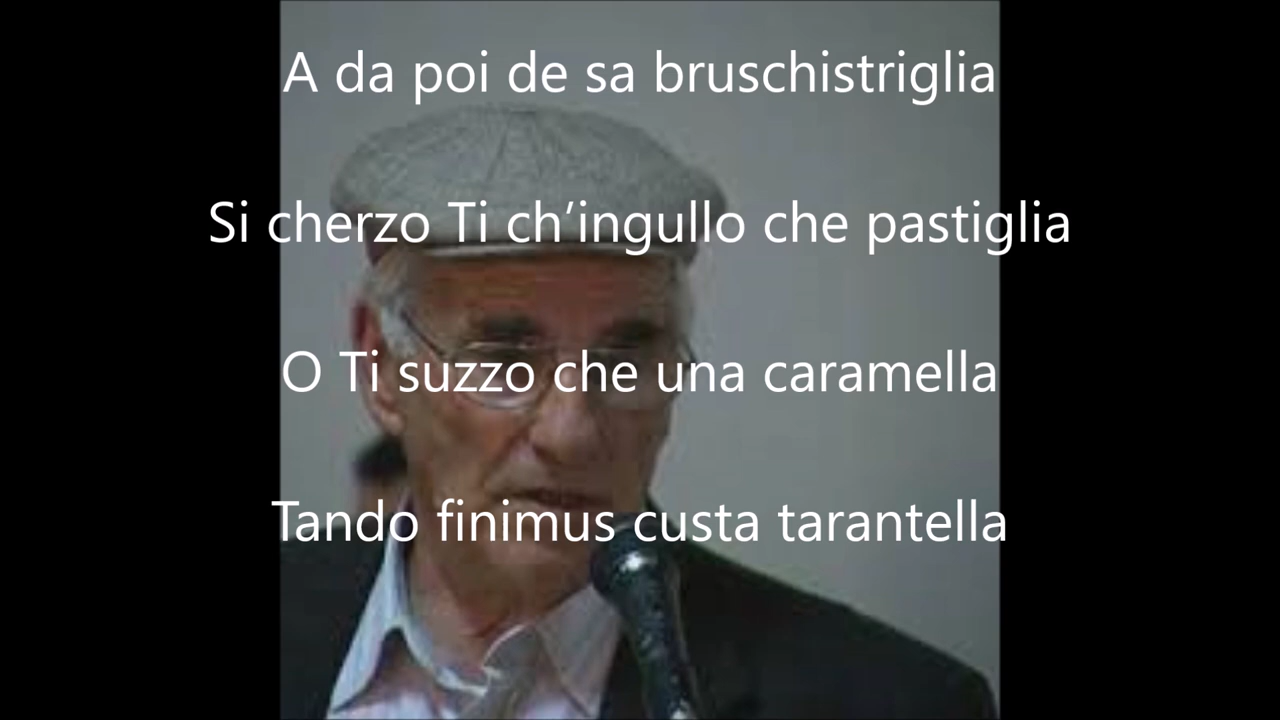 A da poi de sa bruschistriglia
Si cherzo Ti ch’ingullo che pastiglia
O Ti suzzo che una caramella
Tando finimus custa tarantella